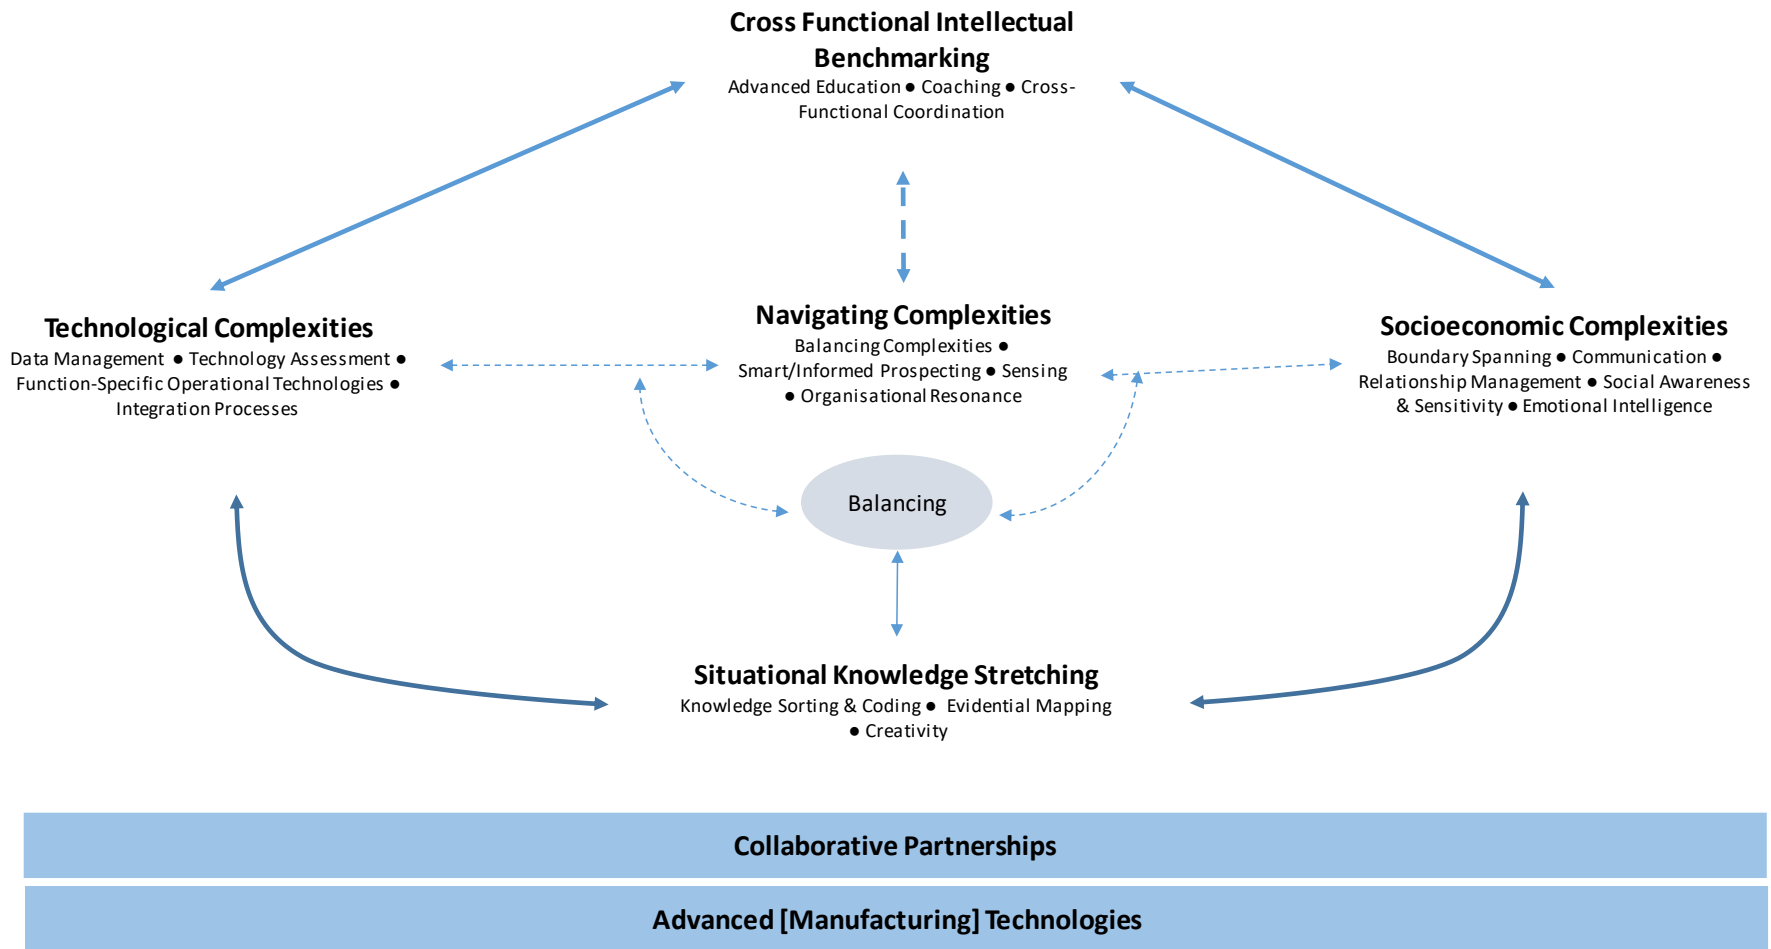 Cross Functional Intellectual
Benchmarking
Advanced Education ● Coaching ● Cross-
Functional Coordination
Technological Complexities
Data Management ● Technology Assessment ●
Function-Specific Operational Technologies ●
Integration Processes
Navigating Complexities
Balancing Complexities ●
Smart/Informed Prospecting ● Sensing
● Organisational Resonance
Socioeconomic Complexities
Boundary Spanning ● Communication ●
Relationship Management ● Social Awareness
& Sensitivity ● Emotional Intelligence
Balancing
Situational Knowledge Stretching
Knowledge Sorting & Coding ● Evidential Mapping
● Creativity
Collaborative Partnerships
Advanced [Manufacturing] Technologies